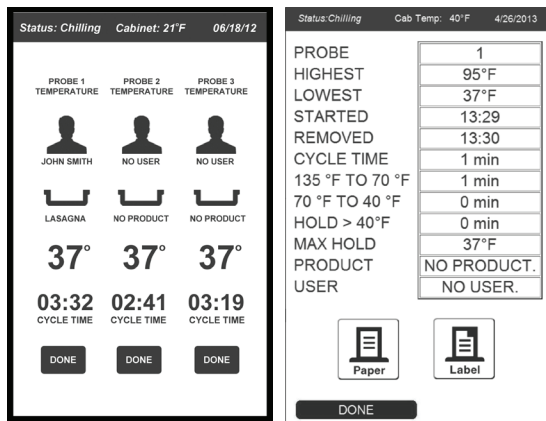 Status: Chilling Cabinet: 21°F 06/18/12
PROBE 1 TEMPERATURE
PROBE 2 TEMPERATURE
PROBE 3 TEMPERATURE
JOHN SMITH NO USER NO USER
LASAGNA NO PRODUCT NO PRODUCT
37° 37° 37°
03:32 02:41 03:19
CYCLE TIME CYCLE TIME CYCLE TIME
DONE DONE DONE
Status:Chilling Cab Temp: 40°F 4/26/2013
PROBE 1
HIGHEST 95°F
LOWEST 37°F
STARTED 13:29
REMOVED 13:30
CYCLE TIME 1 min
135 °F TO 70 °F 1 min
70 °F TO 40 °F 0 min
HOLD > 40°F 0 min
MAX HOLD 37°F
PRODUCT NO PRODUCT.
USER NO USER.
Paper Label
DONE